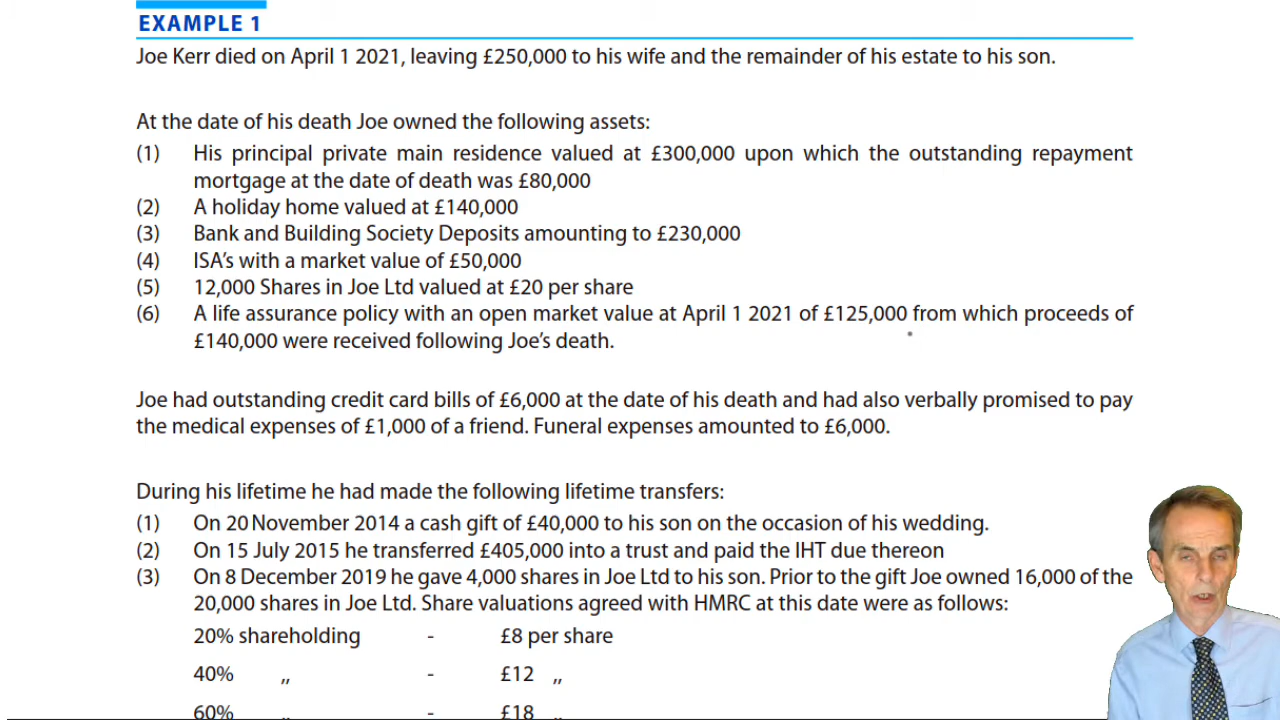 EXAMPLE 1
Joe Kerr died on April 1 2021, leaving £250,000 to his wife and the remainder of his estate to his son.
At the date of his death Joe owned the following assets:
(1) His principal private main residence valued at £300,000 upon which the outstanding repayment
mortgage at the date of death was £80,000
(2) A holiday home valued at £140,000
(3) Bank and Building Society Deposits amounting to £230,000
(4) ISA's with a market value of £50,000
(5) 12,000 Shares in Joe Ltd valued at £20 per share
(6) A life assurance policy with an open market value at April 1 2021 of £125,000 from which proceeds of
£140,000 were received following Joe's death.
Joe had outstanding credit card bills of £6,000 at the date of his death and had also verbally promised to pay
the medical expenses of £1,000 of a friend. Funeral expenses amounted to £6,000.
During his lifetime he had made the following lifetime transfers:
(1) On 20 November 2014 a cash gift of £40,000 to his son on the occasion of his wedding.
(2) On 15 July 2015 he transferred £405,000 into a trust and paid the IHT due thereon
(3) On 8 December 2019 he gave 4,000 shares in Joe Ltd to his son. Prior to the gift Joe owned 16,000 of the
20,000 shares in Joe Ltd. Share valuations agreed with HMRC at this date were as follows:
20% shareholding - £8 per share
40% ,, - £12 ,,
60% ,, - £18 ,,